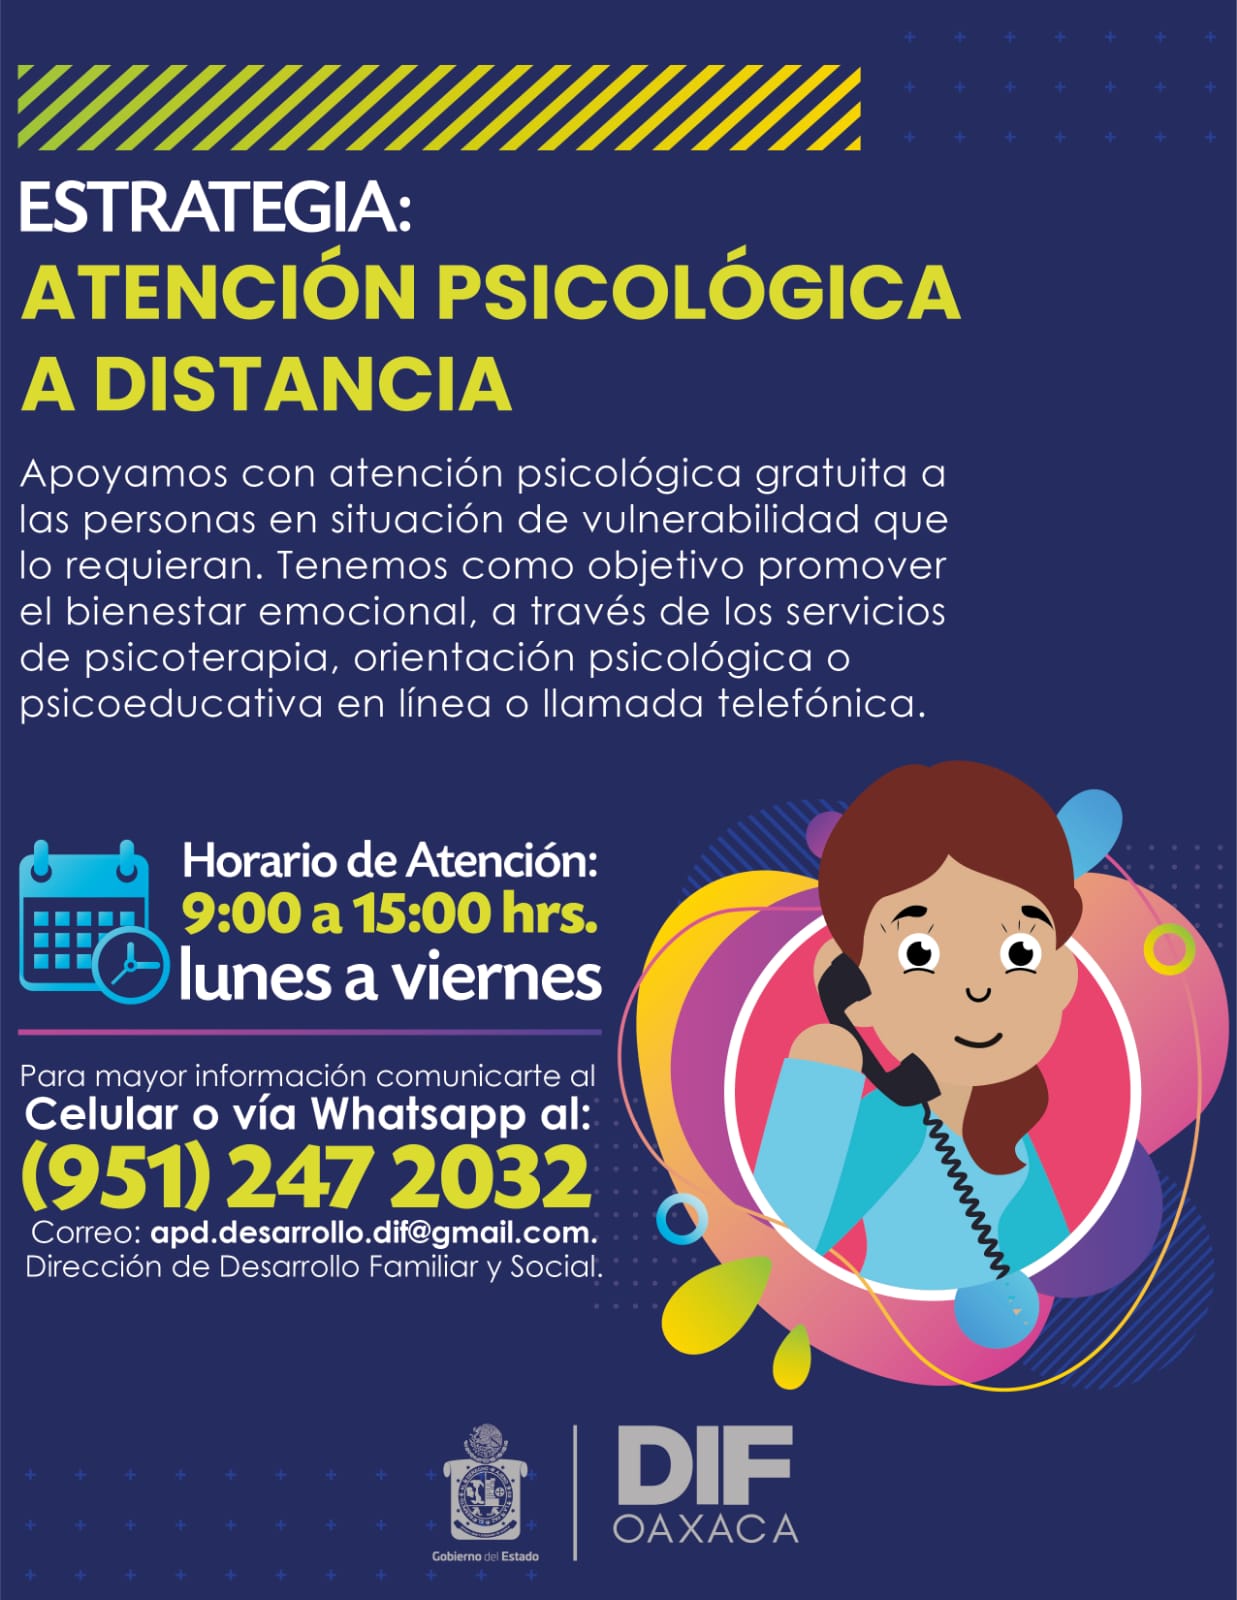 ESTRATEGIA:
ATENCIÓN PSICOLÓGICA
A DISTANCIA
Apoyamos con atención psicológica gratuita a
las personas en situación de vulnerabilidad que
lo requieran. Tenemos como objetivo promover
el bienestar emocional, a través de los servicios
de psicoterapia, orientación psicológica o
psicoeducativa en línea o llamada telefónica.
Horario de Atención:
9:00 a 15:00 hrs.
lunes a viernes
Para mayor información comunicarte al
Celular o vía Whatsapp al:
(951) 247 2032
Correo: apd.desarrollo.dif@gmail.com.
Dirección de Desarrollo Familiar y Social.
Gobierno del Estado
DIF
OAXACA